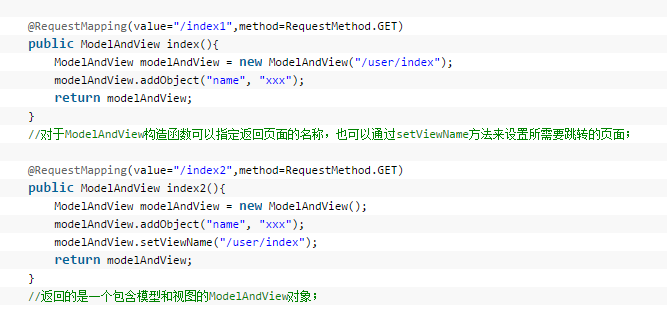 @RequestMapping(value="/index1",method=RequestMethod.GET)
public ModelAndView index(){
    ModelAndView modelAndView = new ModelAndView("/user/index");
    modelAndView.addObject("name", "xxx");
    return modelAndView;
}
//对于ModelAndView构造函数可以指定返回页面的名称，也可以通过setViewName方法来设置所需要跳转的页面；
@RequestMapping(value="/index2",method=RequestMethod.GET)
public ModelAndView index2(){
    ModelAndView modelAndView = new ModelAndView();
    modelAndView.addObject("name", "xxx");
    modelAndView.setViewName("/user/index");
    return modelAndView;
}
//返回的是一个包含模型和视图的ModelAndView对象；